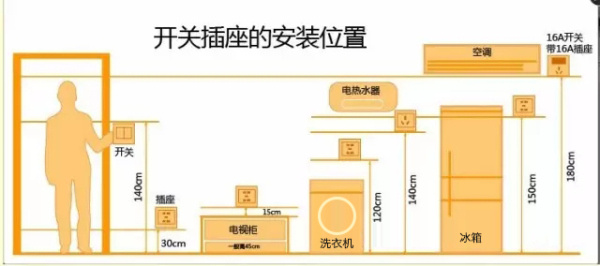 开关插座的安装位置
16A开关
带16A插座
空调
电热水器
开关
140cm
插座
30cm
15cm
电视柜
一般高45cm
洗衣机
120cm
140cm
冰箱
150cm
180cm